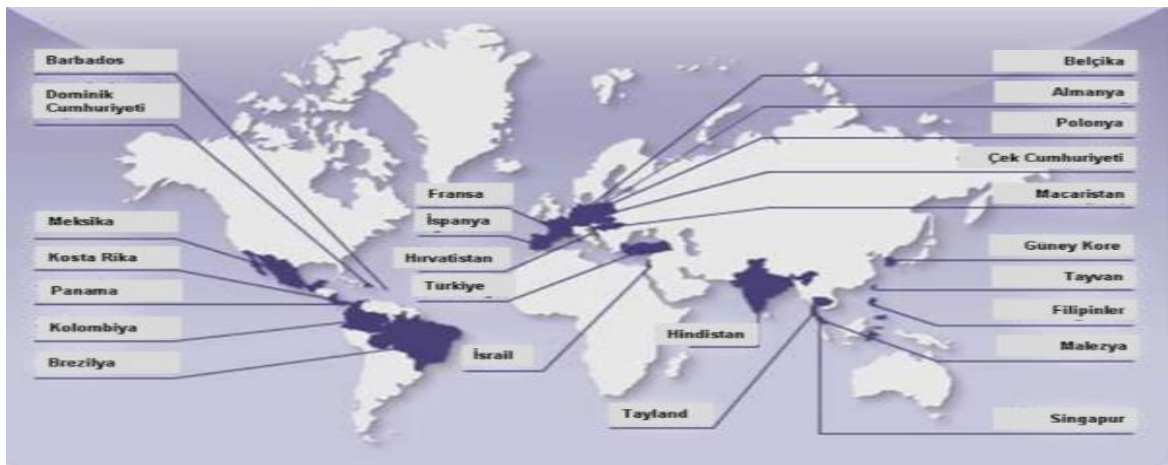 Barbados
Dominik
Cumhuriyeti
Meksika
Kosta Rika
Panama
Kolombiya
Brezilya
Fransa
İspanya
Hırvatistan
Türkiye
İsrail
Hindistan
Tayland
Belçika
Almanya
Polonya
Çek Cumhuriyeti
Macaristan
Güney Kore
Tayvan
Filipinler
Malezya
Singapur